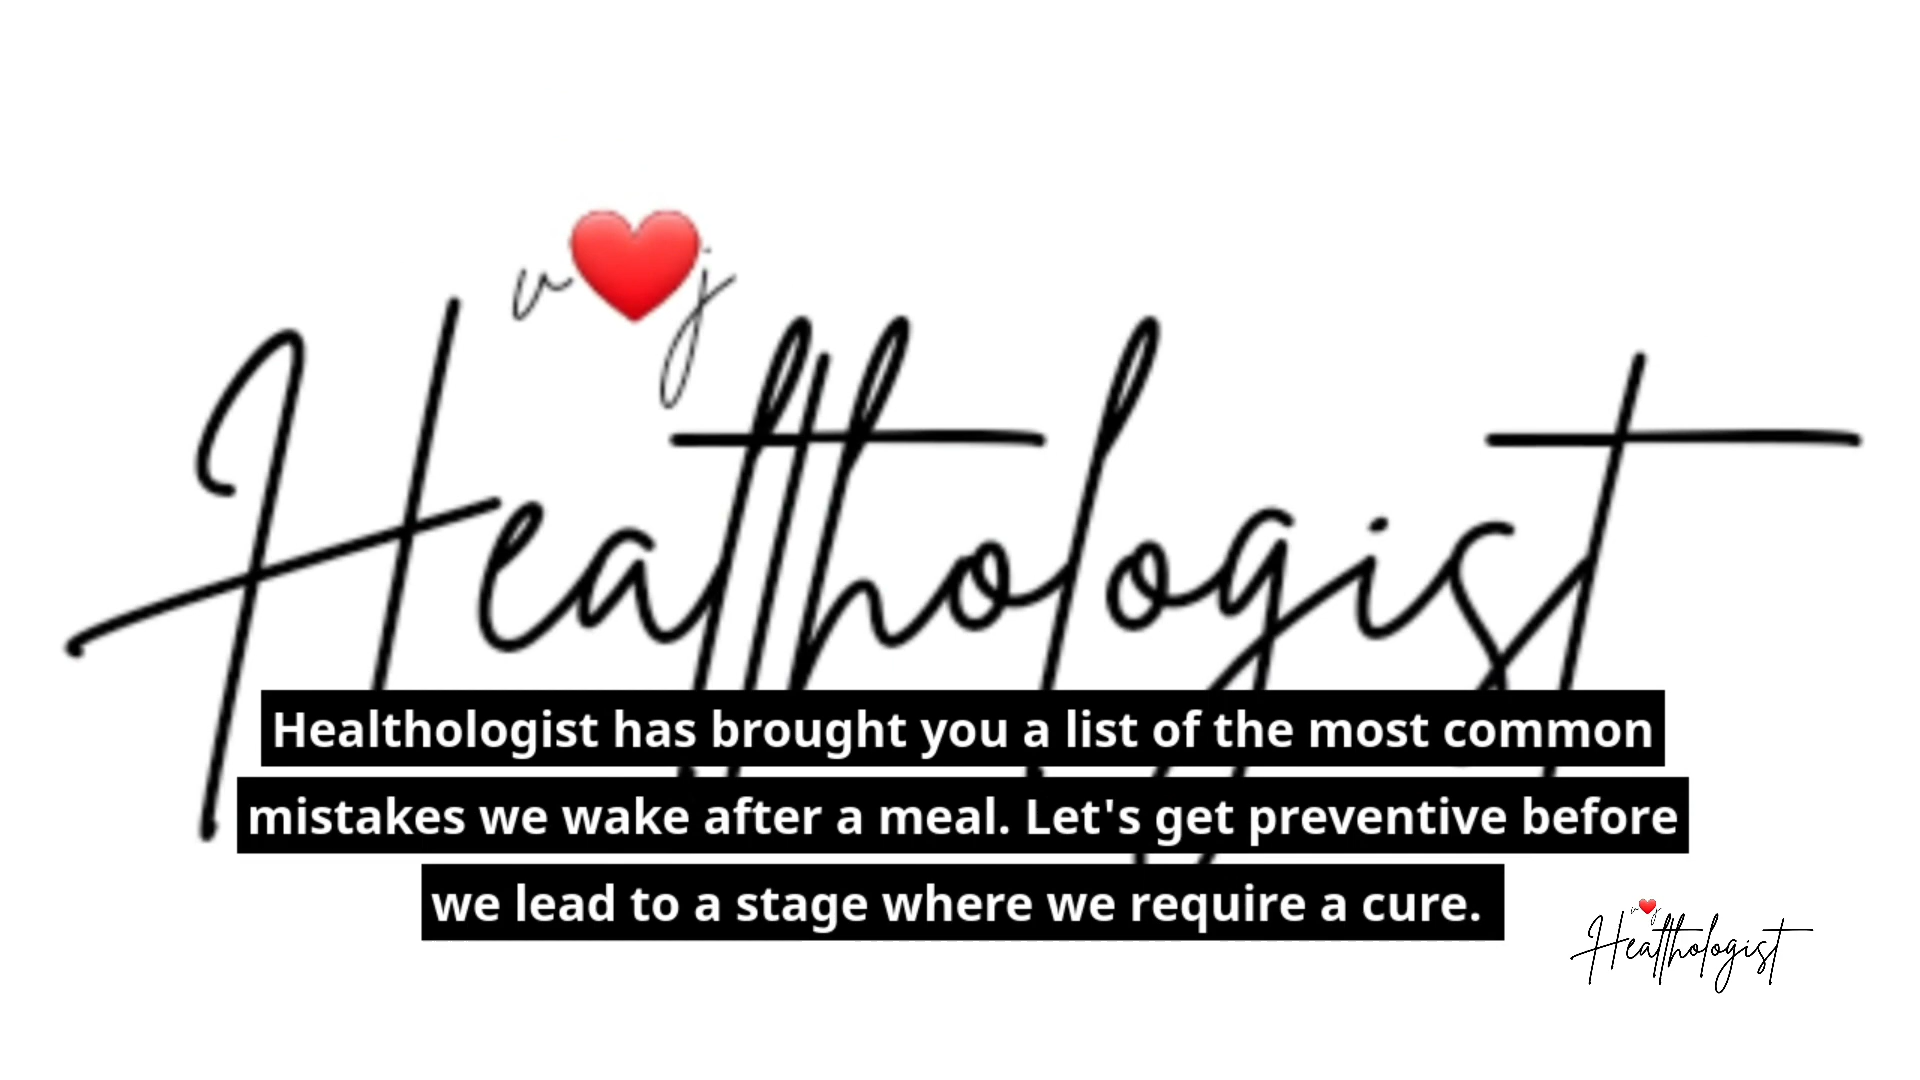 v j
Healthologist
Healthologist has brought you a list of the most common
mistakes we wake after a meal. Let's get preventive before
we lead to a stage where we require a cure.
v j
Healthologist